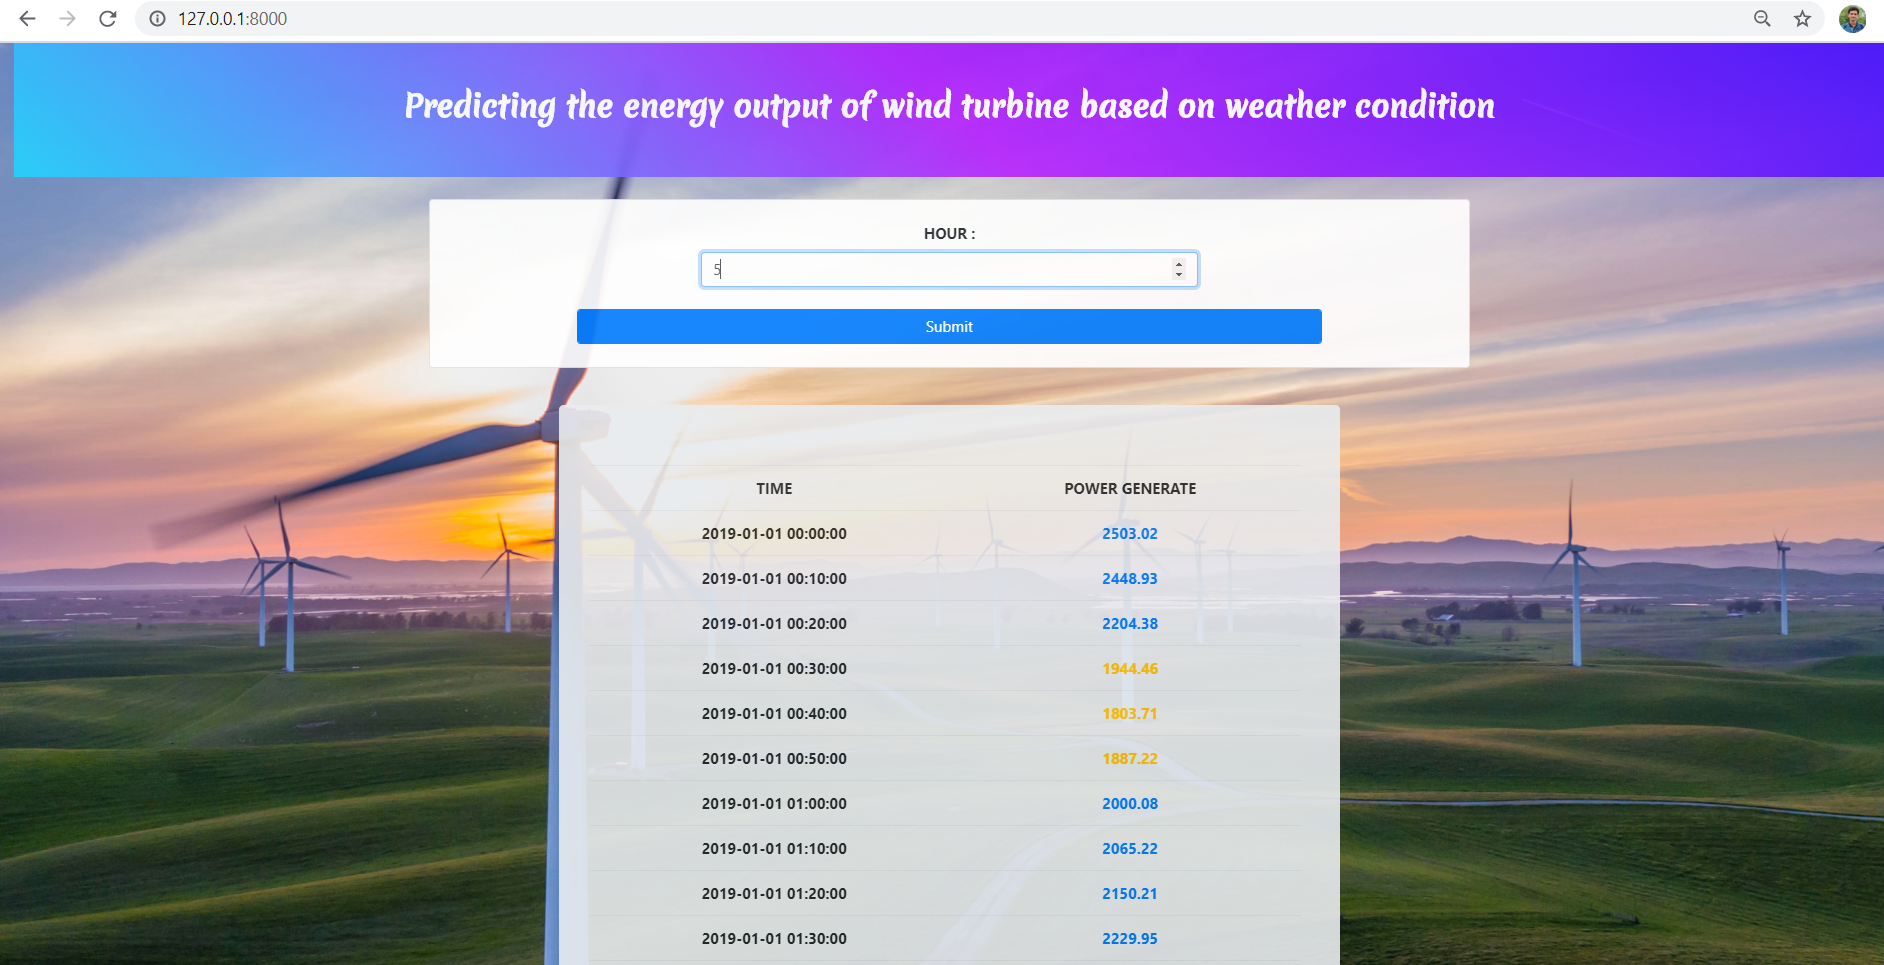 127.0.0.1:8000
Predicting the energy output of wind turbine based on weather condition
HOUR :
5
Submit
TIME POWER GENERATE
2019-01-01 00:00:00 2503.02
2019-01-01 00:10:00 2448.93
2019-01-01 00:20:00 2204.38
2019-01-01 00:30:00 1944.46
2019-01-01 00:40:00 1803.71
2019-01-01 00:50:00 1887.22
2019-01-01 01:00:00 2000.08
2019-01-01 01:10:00 2065.22
2019-01-01 01:20:00 2150.21
2019-01-01 01:30:00 2229.95